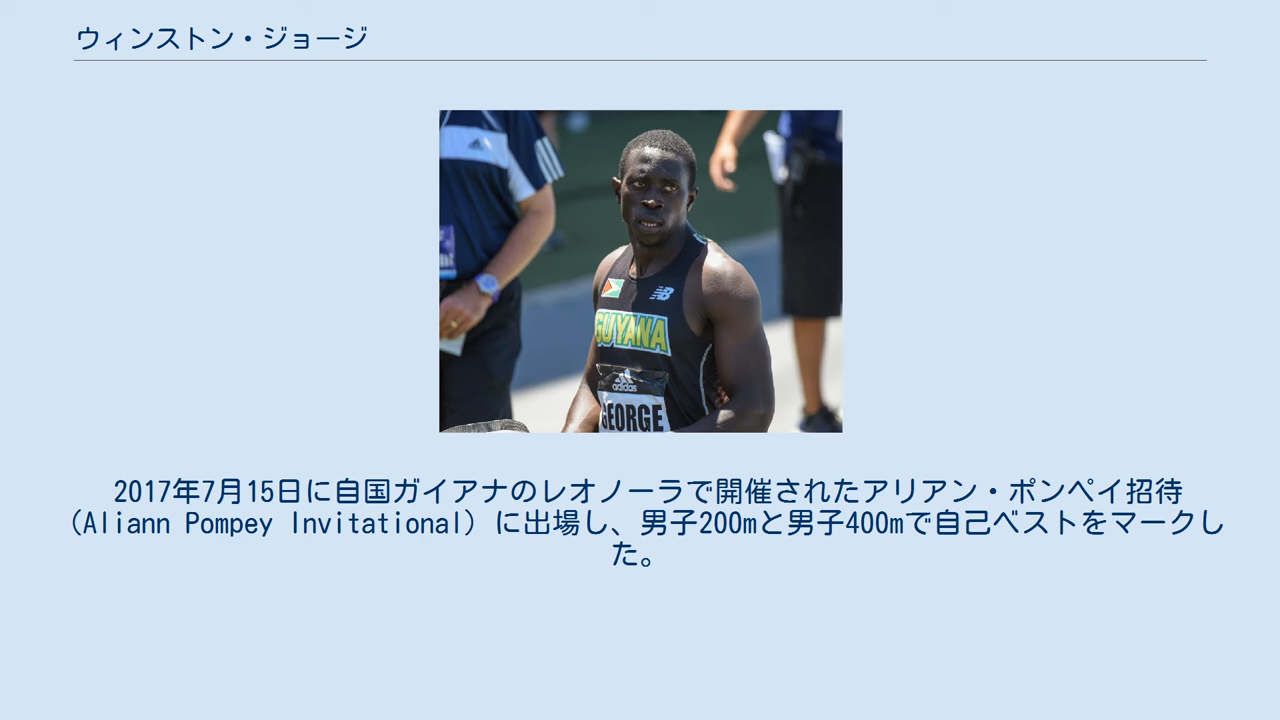 ウィンストン・ジョージ
GUYANA
adidas
GEORGE
2017年7月15日に自国ガイアナのレオノーラで開催されたアリアン・ポンペイ招待
（Aliann Pompey Invitational）に出場し、男子200mと男子400mで自己ベストをマークし
た。